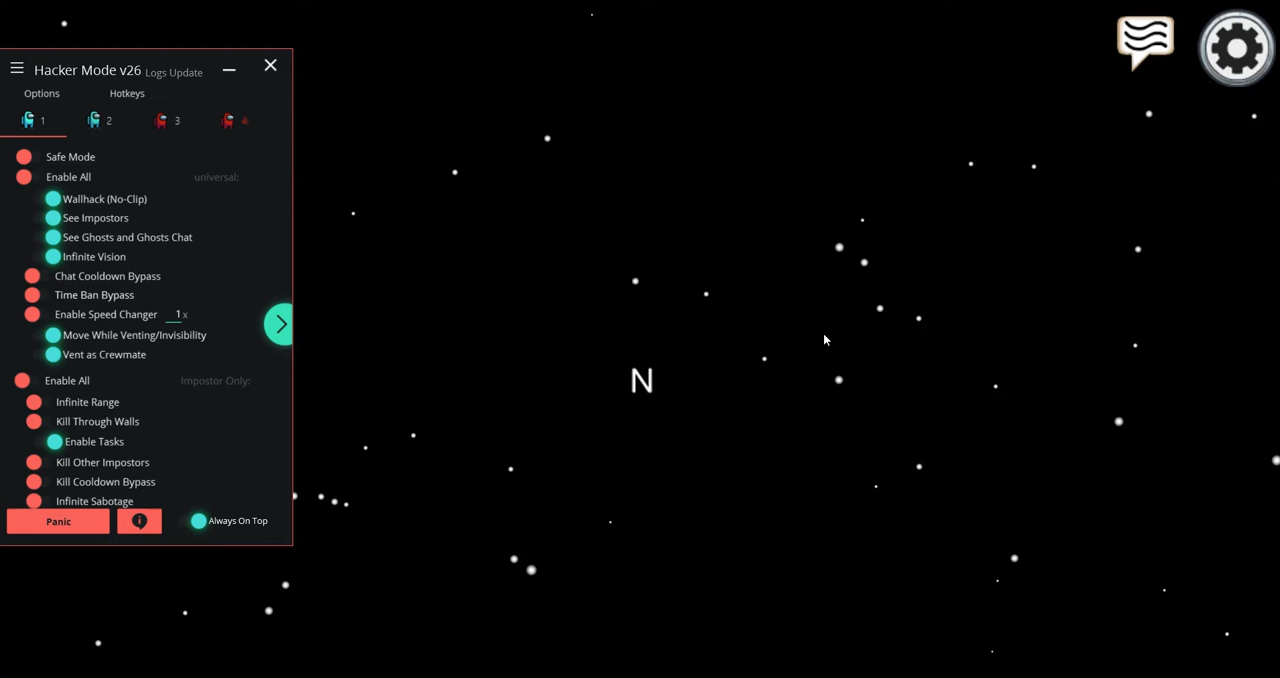 Hacker Mode v26 Logs Update
Options Hotkeys
1 2 3
Safe Mode
Enable All universal:
Wallhack (No-Clip)
See Impostors
See Ghosts and Ghosts Chat
Infinite Vision
Chat Cooldown Bypass
Time Ban Bypass
Enable Speed Changer 1x
Move While Venting/Invisibility
Vent as Crewmate
Enable All Impostor Only:
Infinite Range
Kill Through Walls
Enable Tasks
Kill Other Impostors
Kill Cooldown Bypass
Infinite Sabotage
Panic Always On Top
N